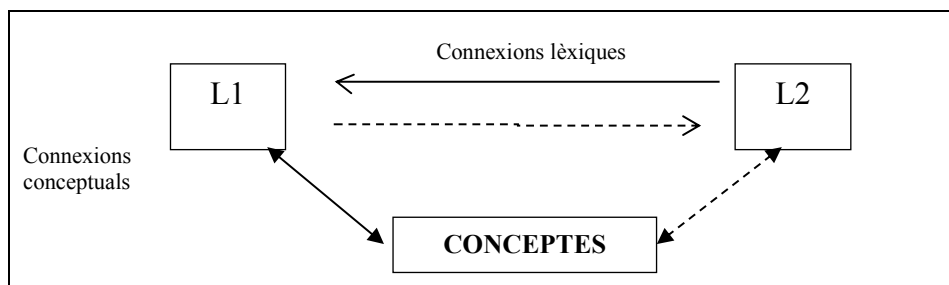 Connexions lèxiques
L1
L2
Connexions
conceptuals
CONCEPTES